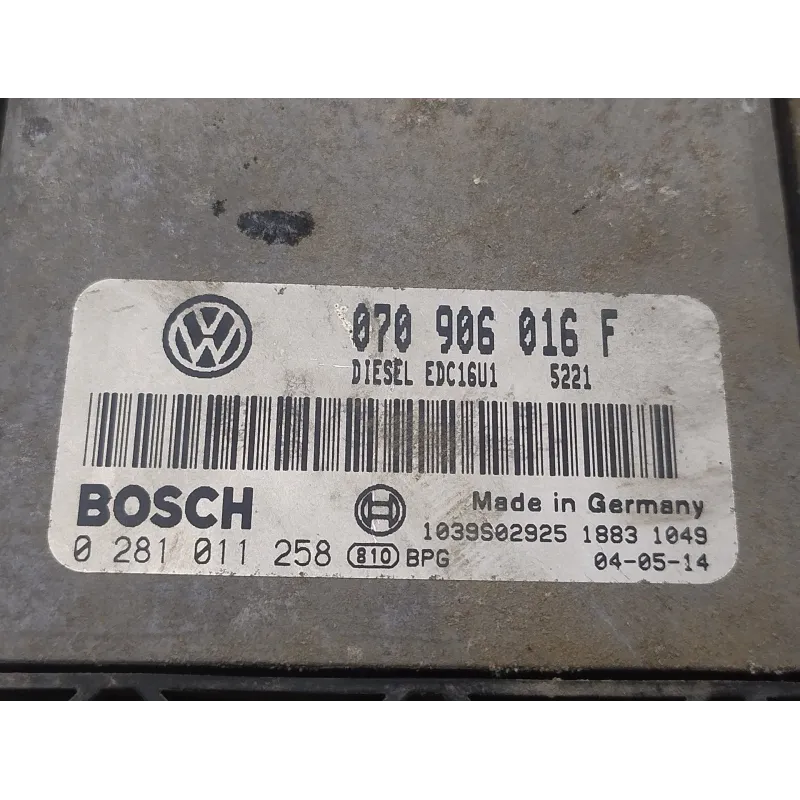 070 906 016 F
DIESEL EDC16U1 5221
BOSCH
Made in Germany
1039S02925 1883 1049
0 281 011 258 810 BPG 04-05-14